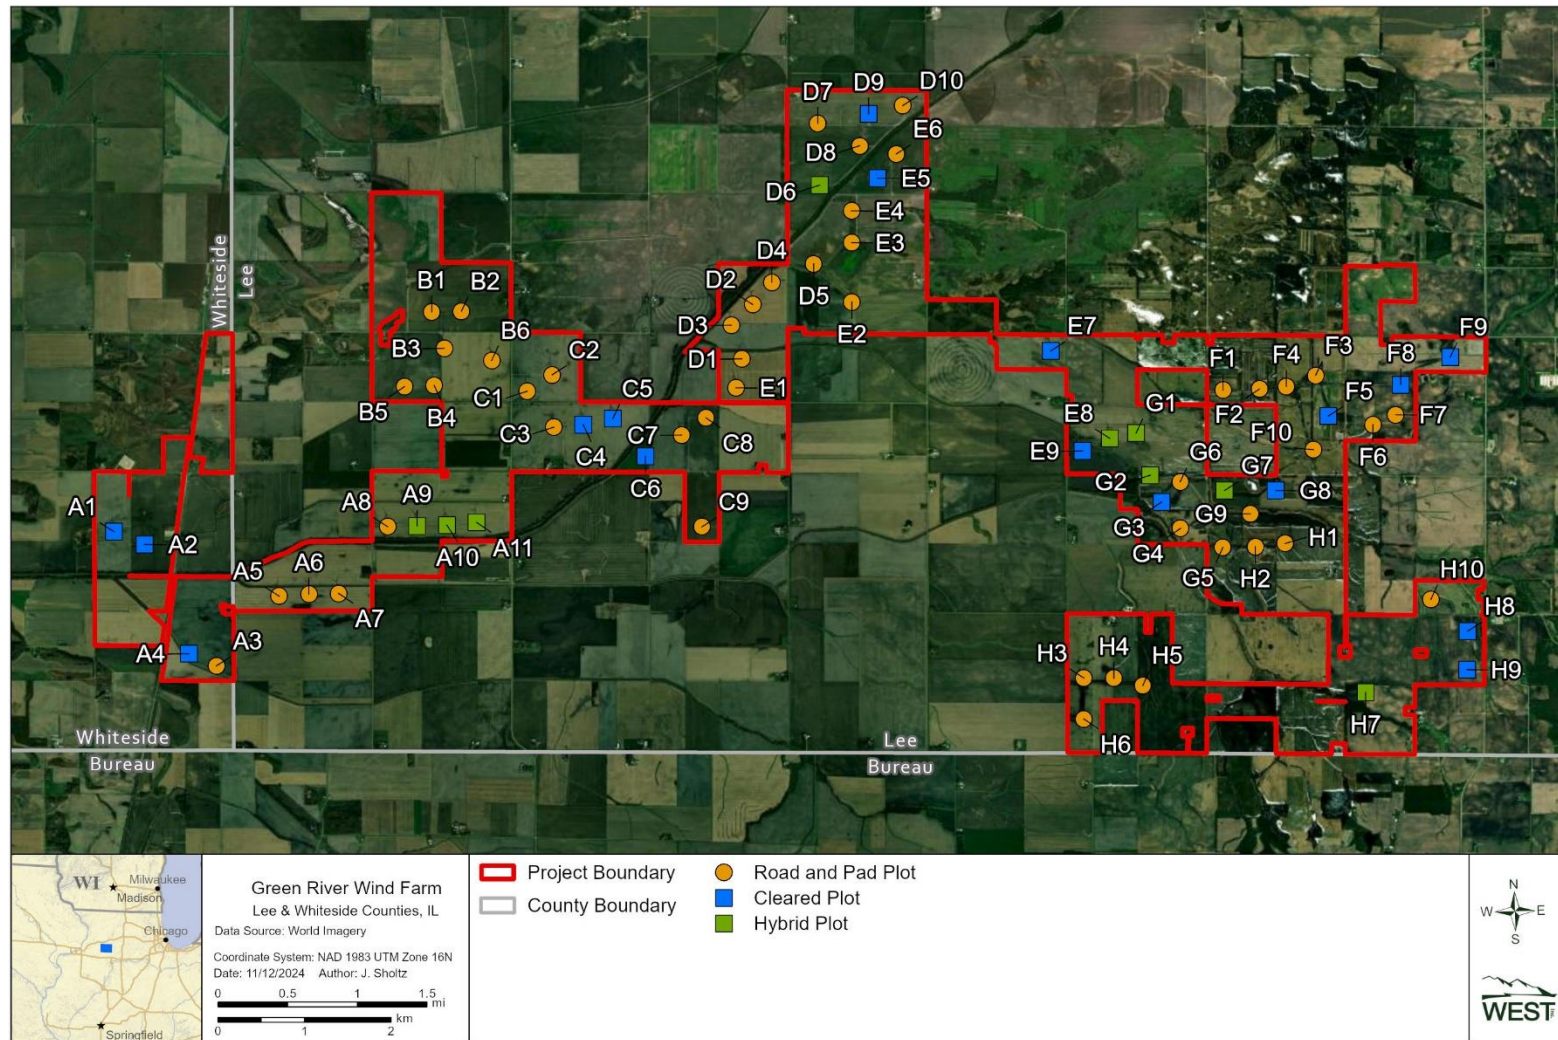 D7
D9
D10
E6
D8
D6
E5
E4
E3
D4
D2
D5
D3
E2
D1
E1
Whiteside
Lee
B1
B2
B6
B3
C2
C1
B5
B4
C5
C3
C4
C7
C8
C6
C9
E7
F1
F4
F3
F8
F9
G1
F2
F5
F7
E8
F10
F6
E9
G6
G7
G2
G8
G3
G9
G4
H1
G5
H2
A1
A2
A8
A9
A10
A11
A5
A6
A7
A4
A3
H10
H8
H3
H4
H5
H9
H7
H6
Whiteside
Bureau
Lee
Bureau
WI
Milwaukee
Madison
Chicago
Springfield
Green River Wind Farm
Lee & Whiteside Counties, IL
Data Source: World Imagery
Coordinate System: NAD 1983 UTM Zone 16N
Date: 11/12/2024 Author: J. Sholtz
0 0.5 1 1.5
mi
km
0 1 2
Project Boundary
County Boundary
Road and Pad Plot
Cleared Plot
Hybrid Plot
N
W E
S
WEST